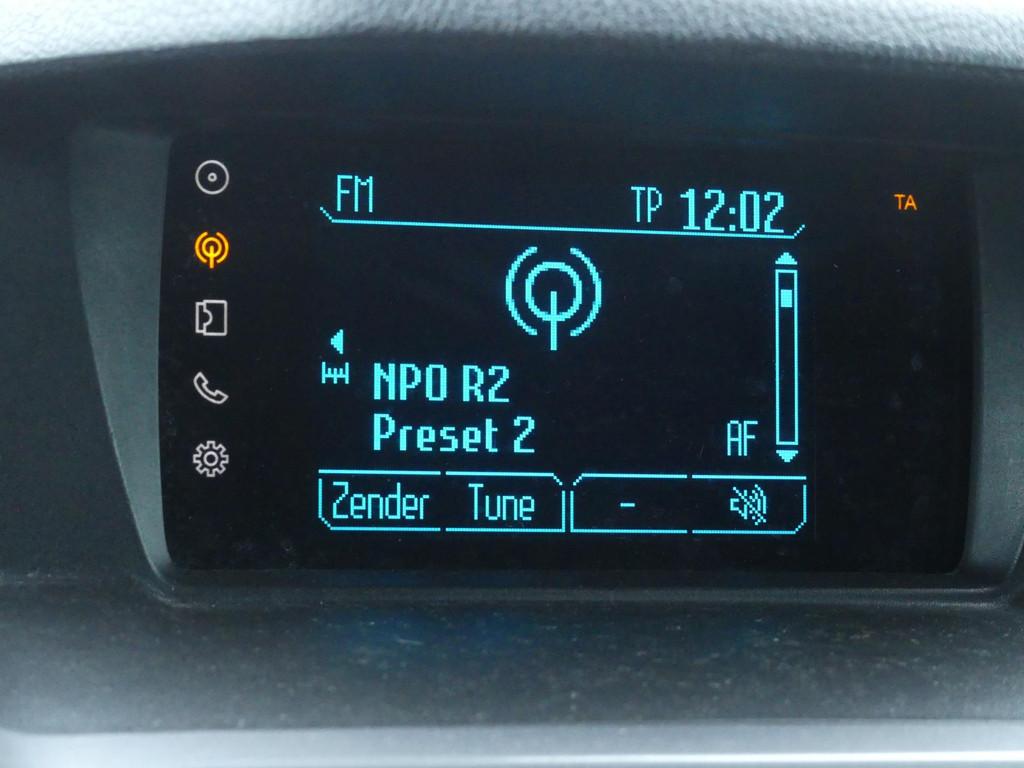 FM TP 12:02
TA
NPO R2
Preset 2
AF
Zender Tune -